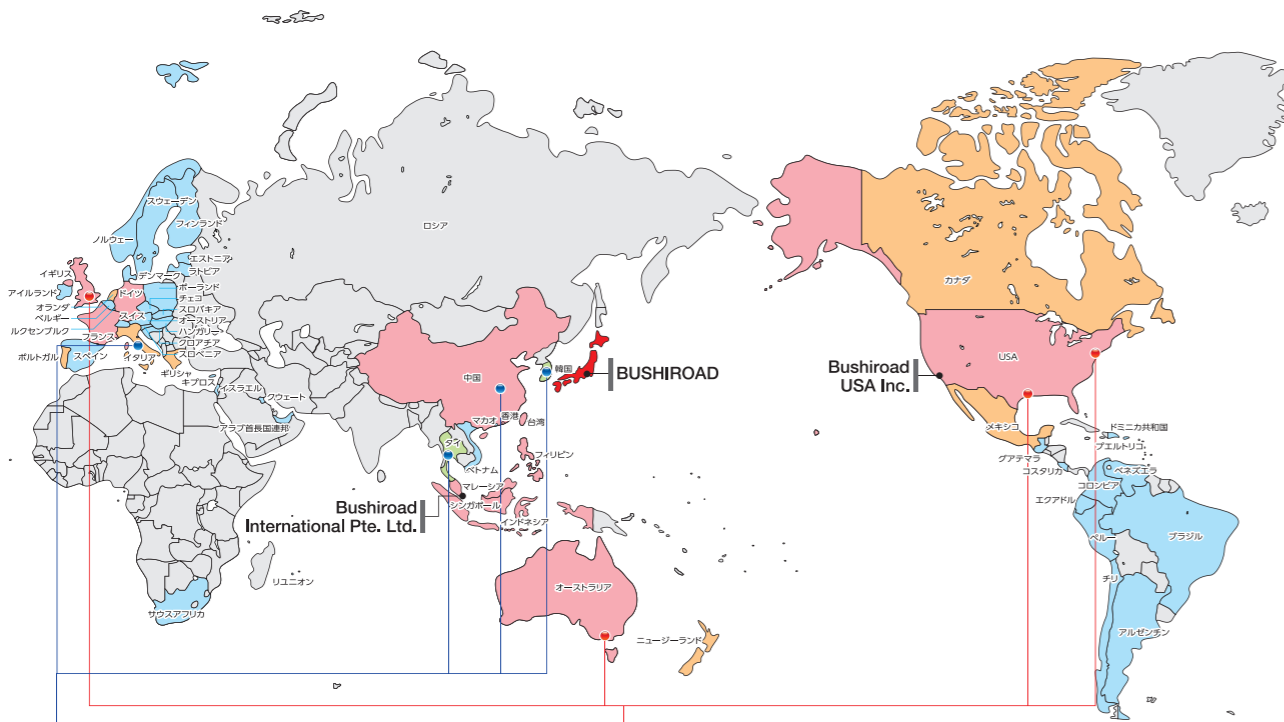 スウェーデン
フィンランド
ノルウェー
ロシア
エストニア
ラトビア
デンマーク
ポーランド
イギリス
アイルランド
ドイツ
チェコ
オランダ
スロバキア
ベルギー
スイス
オーストリア
ルクセンブルク
フランス
ハンガリー
クロアチア
スロベニア
ポルトガル
スペイン
イタリア
ギリシャ
キプロス
イスラエル
クウェート
アラブ首長国連邦
中国
韓国
BUSHIROAD
マカオ
香港
台湾
タイ
フィリピン
ベトナム
マレーシア
シンガポール
インドネシア
Bushiroad
International Pte. Ltd.
リユニオン
サウスアフリカ
オーストラリア
ニュージーランド
カナダ
USA
Bushiroad
USA Inc.
メキシコ
ドミニカ共和国
プエルトリコ
グアテマラ
コスタリカ
ベネズエラ
コロンビア
エクアドル
ペルー
ブラジル
チリ
アルゼンチン